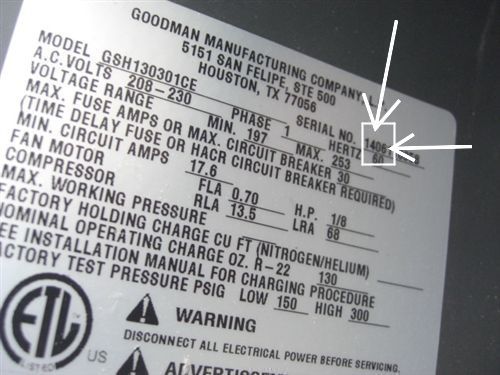 GOODMAN MANUFACTURING COMPANY, L.
5151 SAN FELIPE, STE 500
HOUSTON, TX 77056
MODEL GSH130301CE SERIAL NO. 1406
A.C. VOLTS 208-230 PHASE 1 HERTZ 60
VOLTAGE RANGE MIN. 197 MAX. 253
MAX. FUSE AMPS OR MAX. CIRCUIT BREAKER 30
(TIME DELAY FUSE OR HACR CIRCUIT BREAKER REQUIRED)
MIN. CIRCUIT AMPS 17.6
FAN MOTOR FLA 0.70 H.P. 1/8
COMPRESSOR RLA 13.5 LRA 68
MAX. WORKING PRESSURE
FACTORY HOLDING CHARGE CU FT (NITROGEN/HELIUM)
NOMINAL OPERATING CHARGE OZ. R-22 130
EE INSTALLATION MANUAL FOR CHARGING PROCEDURE
ACTORY TEST PRESSURE PSIG LOW 150 HIGH 300
ETL
LISTED
US
WARNING
DISCONNECT ALL ELECTRICAL POWER BEFORE SERVICING.